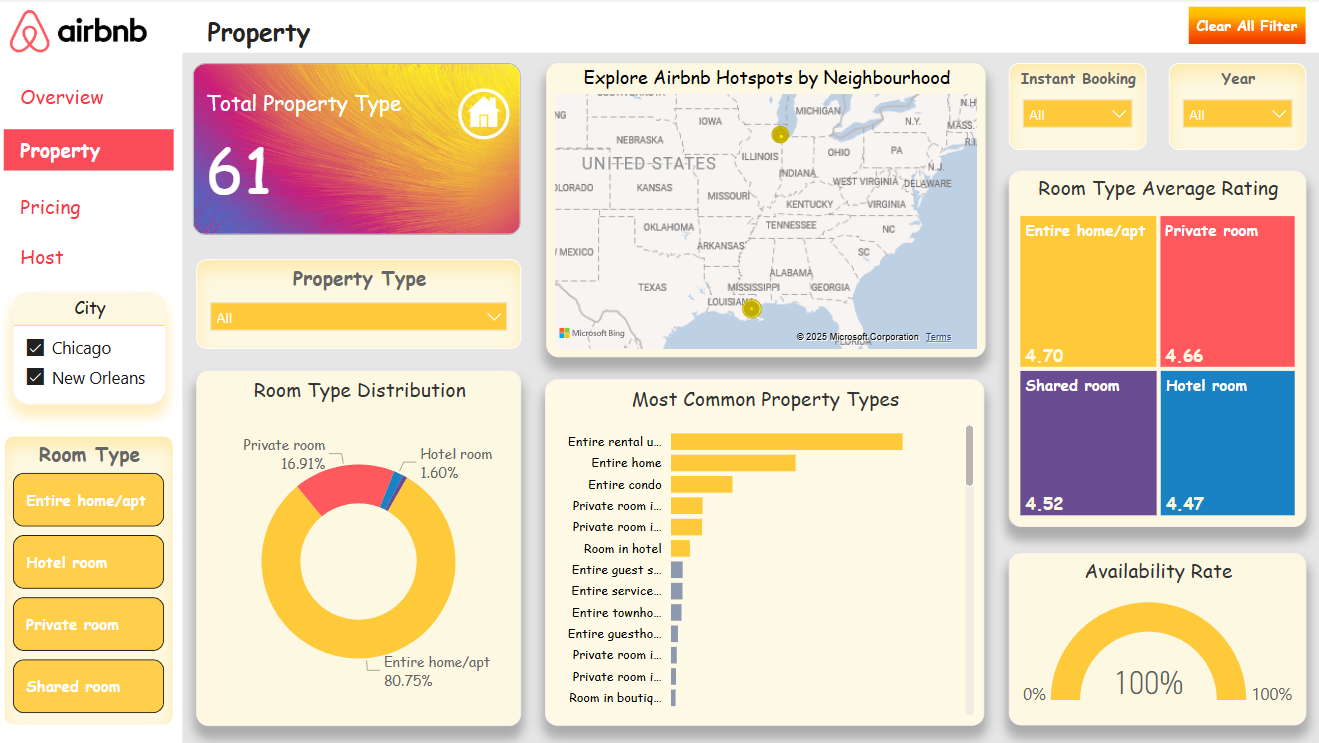 airbnb
Property
Clear All Filter
Overview
Property
Pricing
Host
City
Chicago
New Orleans
Room Type
Entire home/apt
Hotel room
Private room
Shared room
Total Property Type
61
Property Type
All
Room Type Distribution
Private room
16.91%
Hotel room
1.60%
Entire home/apt
80.75%
Explore Airbnb Hotspots by Neighbourhood
MICHIGAN
N.H
IOWA
N.Y.
MASS.
NEBRASKA
R.I.
UNITED STATES
ILLINOIS
OHIO
PA
N.J.
INDIANA
KANSAS
MISSOURI
WEST VIRGINIA
DELAWARE
KENTUCKY
VIRGINIA
OKLAHOMA
TENNESSEE
NC
ARKANSAS
MEXICO
SC
ALABAMA
TEXAS
MISSISSIPPI
GEORGIA
LOUISIANA
Microsoft Bing
© 2025 Microsoft Corporation Terms
FLORIDA
Most Common Property Types
Entire rental u...
Entire home
Entire condo
Private room i...
Private room i...
Room in hotel
Entire guest s...
Entire service...
Entire townho...
Entire guestho...
Private room i...
Private room i...
Room in boutiq...
Instant Booking
All
Year
All
Room Type Average Rating
Entire home/apt
4.70
Private room
4.66
Shared room
4.52
Hotel room
4.47
Availability Rate
0%
100%
100%